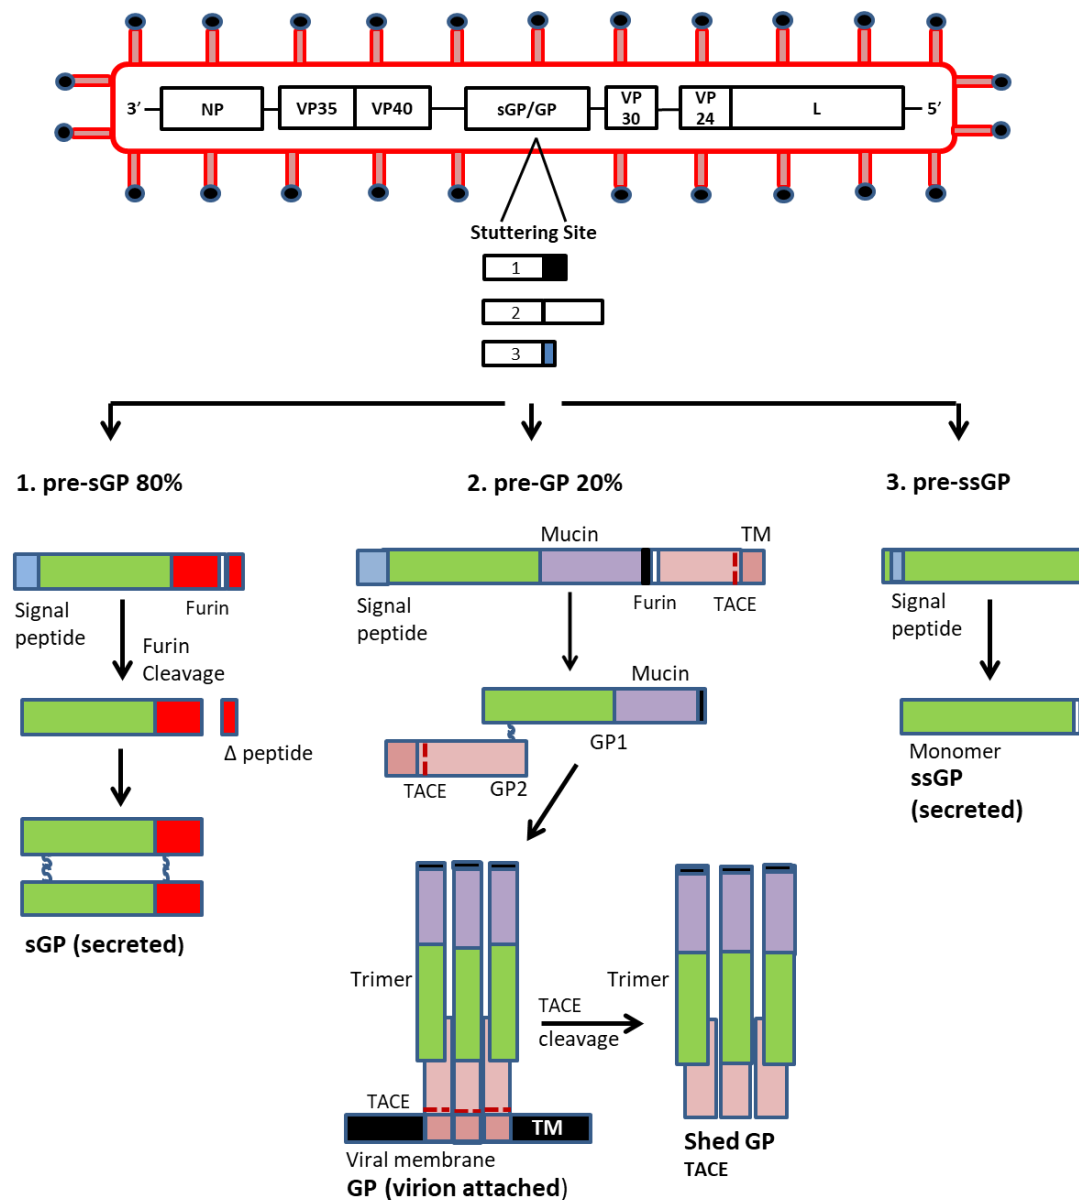 3′ NP VP35 VP40 sGP/GP VP 30 VP 24 L 5′
Stuttering Site
1
2
3
1. pre-sGP 80%
2. pre-GP 20%
3. pre-ssGP
Signal peptide
Furin
Furin Cleavage
Δ peptide
sGP (secreted)
Mucin
TM
Signal peptide
Furin
TACE
Mucin
GP1
TACE
GP2
Trimer
TACE cleavage
TACE
TM
Viral membrane
GP (virion attached)
Trimer
Shed GP
TACE
Signal peptide
Monomer
ssGP
(secreted)